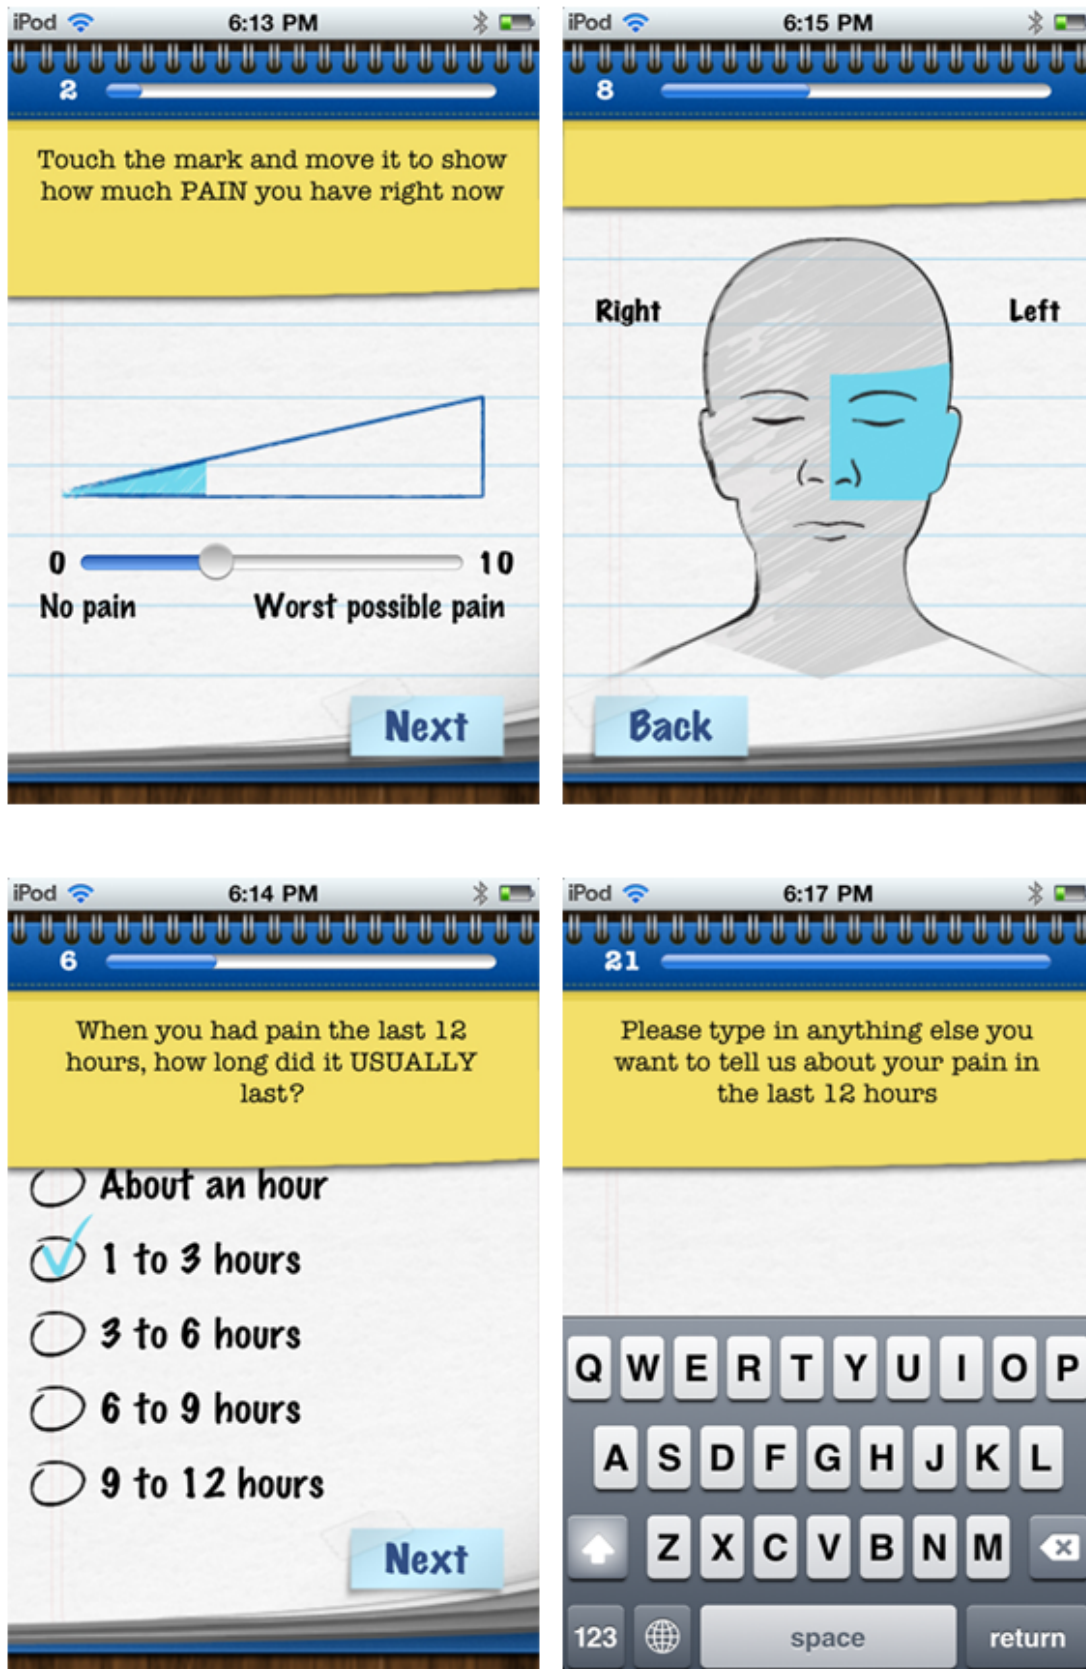 iPod 6:13 PM
2
Touch the mark and move it to show
how much PAIN you have right now
0 10
No pain Worst possible pain
Next
iPod 6:15 PM
8
Right Left
Back
iPod 6:14 PM
6
When you had pain the last 12
hours, how long did it USUALLY
last?
About an hour
1 to 3 hours
3 to 6 hours
6 to 9 hours
9 to 12 hours
Next
iPod 6:17 PM
21
Please type in anything else you
want to tell us about your pain in
the last 12 hours
Q W E R T Y U I O P
A S D F G H J K L
Z X C V B N M
123 space return